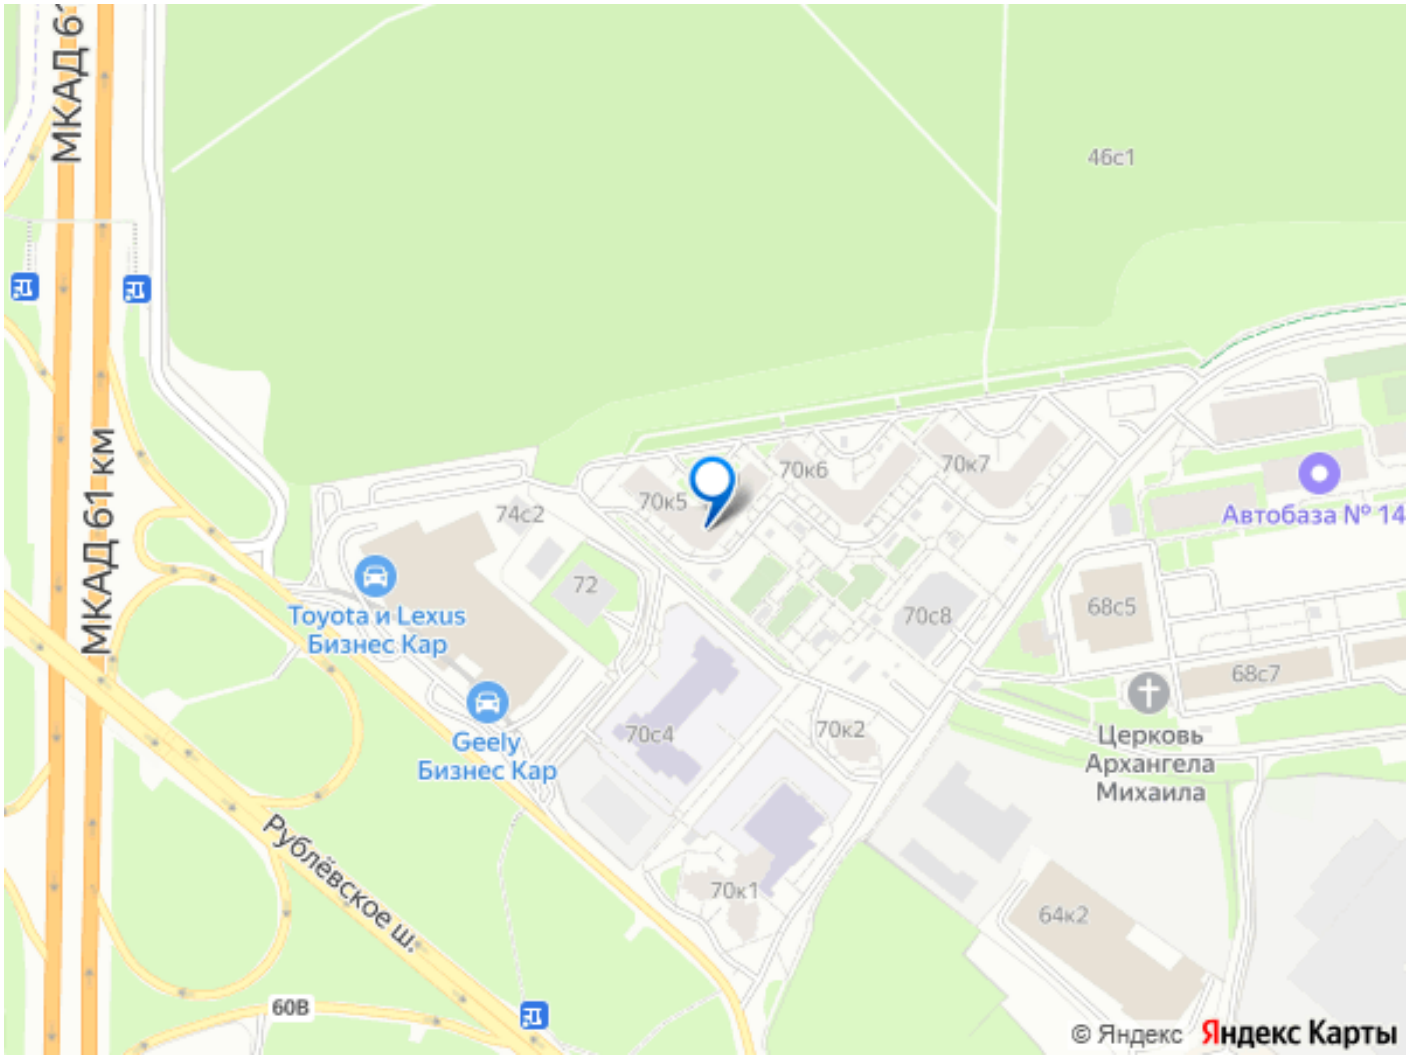 МКАД 61
46с1
МКАД 61 км
70к5
70к6
70к7
74с2
Автобаза № 14
72
70с8
68с5
Toyota и Lexus
Бизнес Кар
68с7
70с4
70к2
Geely
Бизнес Кар
Церковь
Архангела
Михаила
Рублёвское ш.
70к1
64к2
60В
© Яндекс Яндекс Карты